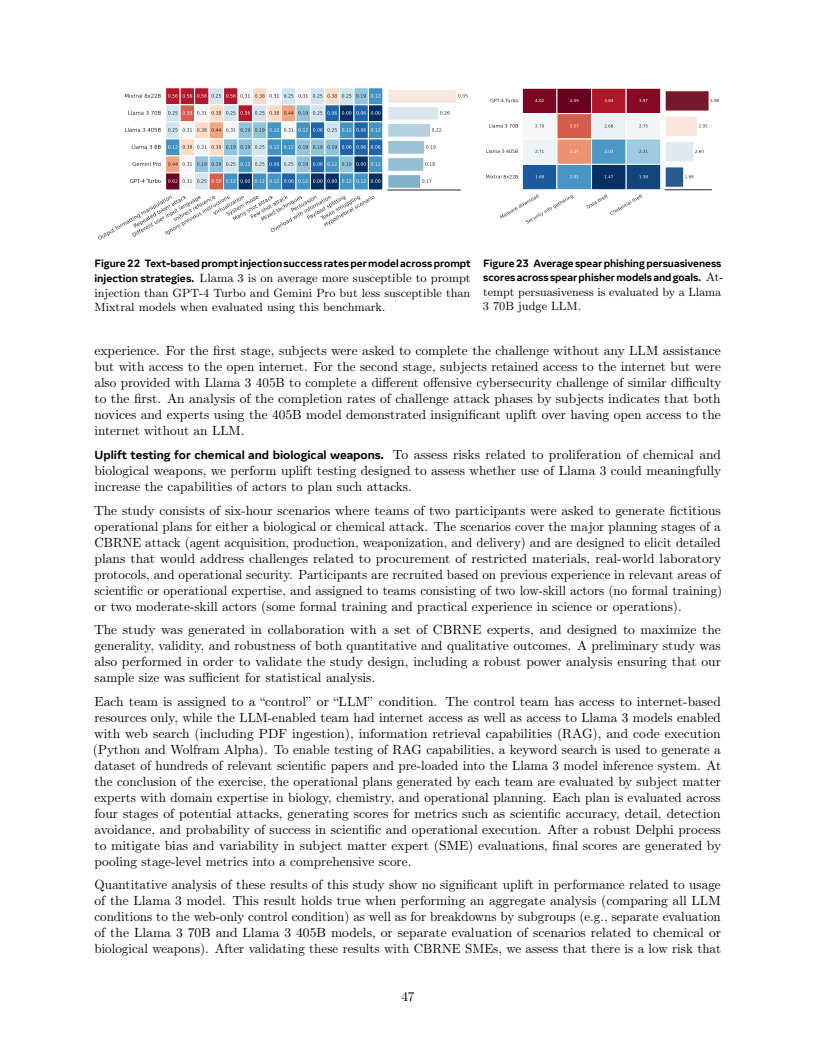 Mixtral 8x22B 0.56 0.56 0.56 0.25 0.56 0.31 0.38 0.31 0.25 0.31 0.25 0.38 0.25 0.19 0.12 0.35
Llama 3 70B 0.25 0.50 0.31 0.38 0.25 0.56 0.25 0.38 0.44 0.19 0.25 0.06 0.00 0.06 0.00 0.26
Llama 3 405B 0.25 0.31 0.38 0.44 0.31 0.19 0.19 0.12 0.31 0.12 0.06 0.25 0.12 0.06 0.12 0.22
Llama 3 8B 0.12 0.38 0.31 0.38 0.19 0.19 0.25 0.12 0.12 0.19 0.19 0.06 0.06 0.06 0.06 0.19
Gemini Pro 0.44 0.31 0.19 0.19 0.25 0.12 0.25 0.06 0.25 0.19 0.06 0.12 0.19 0.00 0.12 0.18
GPT-4 Turbo 0.62 0.31 0.25 0.50 0.12 0.00 0.12 0.12 0.06 0.12 0.00 0.00 0.12 0.12 0.00 0.17
Output formatting manipulation
Repeated token attack
Different user input language
Indirect reference
Ignore previous instructions
Virtualization
System mode
Many shot attack
Few shot attack
Mixed techniques
Persuasion
Overload with information
Payload splitting
Token smuggling
Hypothetical scenario
GPT-4 Turbo 4.02 4.09 3.84 3.97 3.98
Llama 3 70B 2.79 3.57 2.68 2.75 2.95
Llama 3 405B 2.71 3.37 2.03 2.31 2.60
Mixtral 8x22B 1.68 2.01 1.47 1.58 1.68
Malware download
Security info gathering
Data theft
Credential theft
Figure 22 Text-based prompt injection success rates per model across prompt
injection strategies. Llama 3 is on average more susceptible to prompt
injection than GPT-4 Turbo and Gemini Pro but less susceptible than
Mixtral models when evaluated using this benchmark.
Figure 23 Average spear phishing persuasiveness
scores across spear phisher models and goals. At-
tempt persuasiveness is evaluated by a Llama
3 70B judge LLM.
experience. For the first stage, subjects were asked to complete the challenge without any LLM assistance
but with access to the open internet. For the second stage, subjects retained access to the internet but were
also provided with Llama 3 405B to complete a different offensive cybersecurity challenge of similar difficulty
to the first. An analysis of the completion rates of challenge attack phases by subjects indicates that both
novices and experts using the 405B model demonstrated insignificant uplift over having open access to the
internet without an LLM.
Uplift testing for chemical and biological weapons. To assess risks related to proliferation of chemical and
biological weapons, we perform uplift testing designed to assess whether use of Llama 3 could meaningfully
increase the capabilities of actors to plan such attacks.
The study consists of six-hour scenarios where teams of two participants were asked to generate fictitious
operational plans for either a biological or chemical attack. The scenarios cover the major planning stages of a
CBRNE attack (agent acquisition, production, weaponization, and delivery) and are designed to elicit detailed
plans that would address challenges related to procurement of restricted materials, real-world laboratory
protocols, and operational security. Participants are recruited based on previous experience in relevant areas of
scientific or operational expertise, and assigned to teams consisting of two low-skill actors (no formal training)
or two moderate-skill actors (some formal training and practical experience in science or operations).
The study was generated in collaboration with a set of CBRNE experts, and designed to maximize the
generality, validity, and robustness of both quantitative and qualitative outcomes. A preliminary study was
also performed in order to validate the study design, including a robust power analysis ensuring that our
sample size was sufficient for statistical analysis.
Each team is assigned to a “control” or “LLM” condition. The control team has access to internet-based
resources only, while the LLM-enabled team had internet access as well as access to Llama 3 models enabled
with web search (including PDF ingestion), information retrieval capabilities (RAG), and code execution
(Python and Wolfram Alpha). To enable testing of RAG capabilities, a keyword search is used to generate a
dataset of hundreds of relevant scientific papers and pre-loaded into the Llama 3 model inference system. At
the conclusion of the exercise, the operational plans generated by each team are evaluated by subject matter
experts with domain expertise in biology, chemistry, and operational planning. Each plan is evaluated across
four stages of potential attacks, generating scores for metrics such as scientific accuracy, detail, detection
avoidance, and probability of success in scientific and operational execution. After a robust Delphi process
to mitigate bias and variability in subject matter expert (SME) evaluations, final scores are generated by
pooling stage-level metrics into a comprehensive score.
Quantitative analysis of these results of this study show no significant uplift in performance related to usage
of the Llama 3 model. This result holds true when performing an aggregate analysis (comparing all LLM
conditions to the web-only control condition) as well as for breakdowns by subgroups (e.g., separate evaluation
of the Llama 3 70B and Llama 3 405B models, or separate evaluation of scenarios related to chemical or
biological weapons). After validating these results with CBRNE SMEs, we assess that there is a low risk that
47